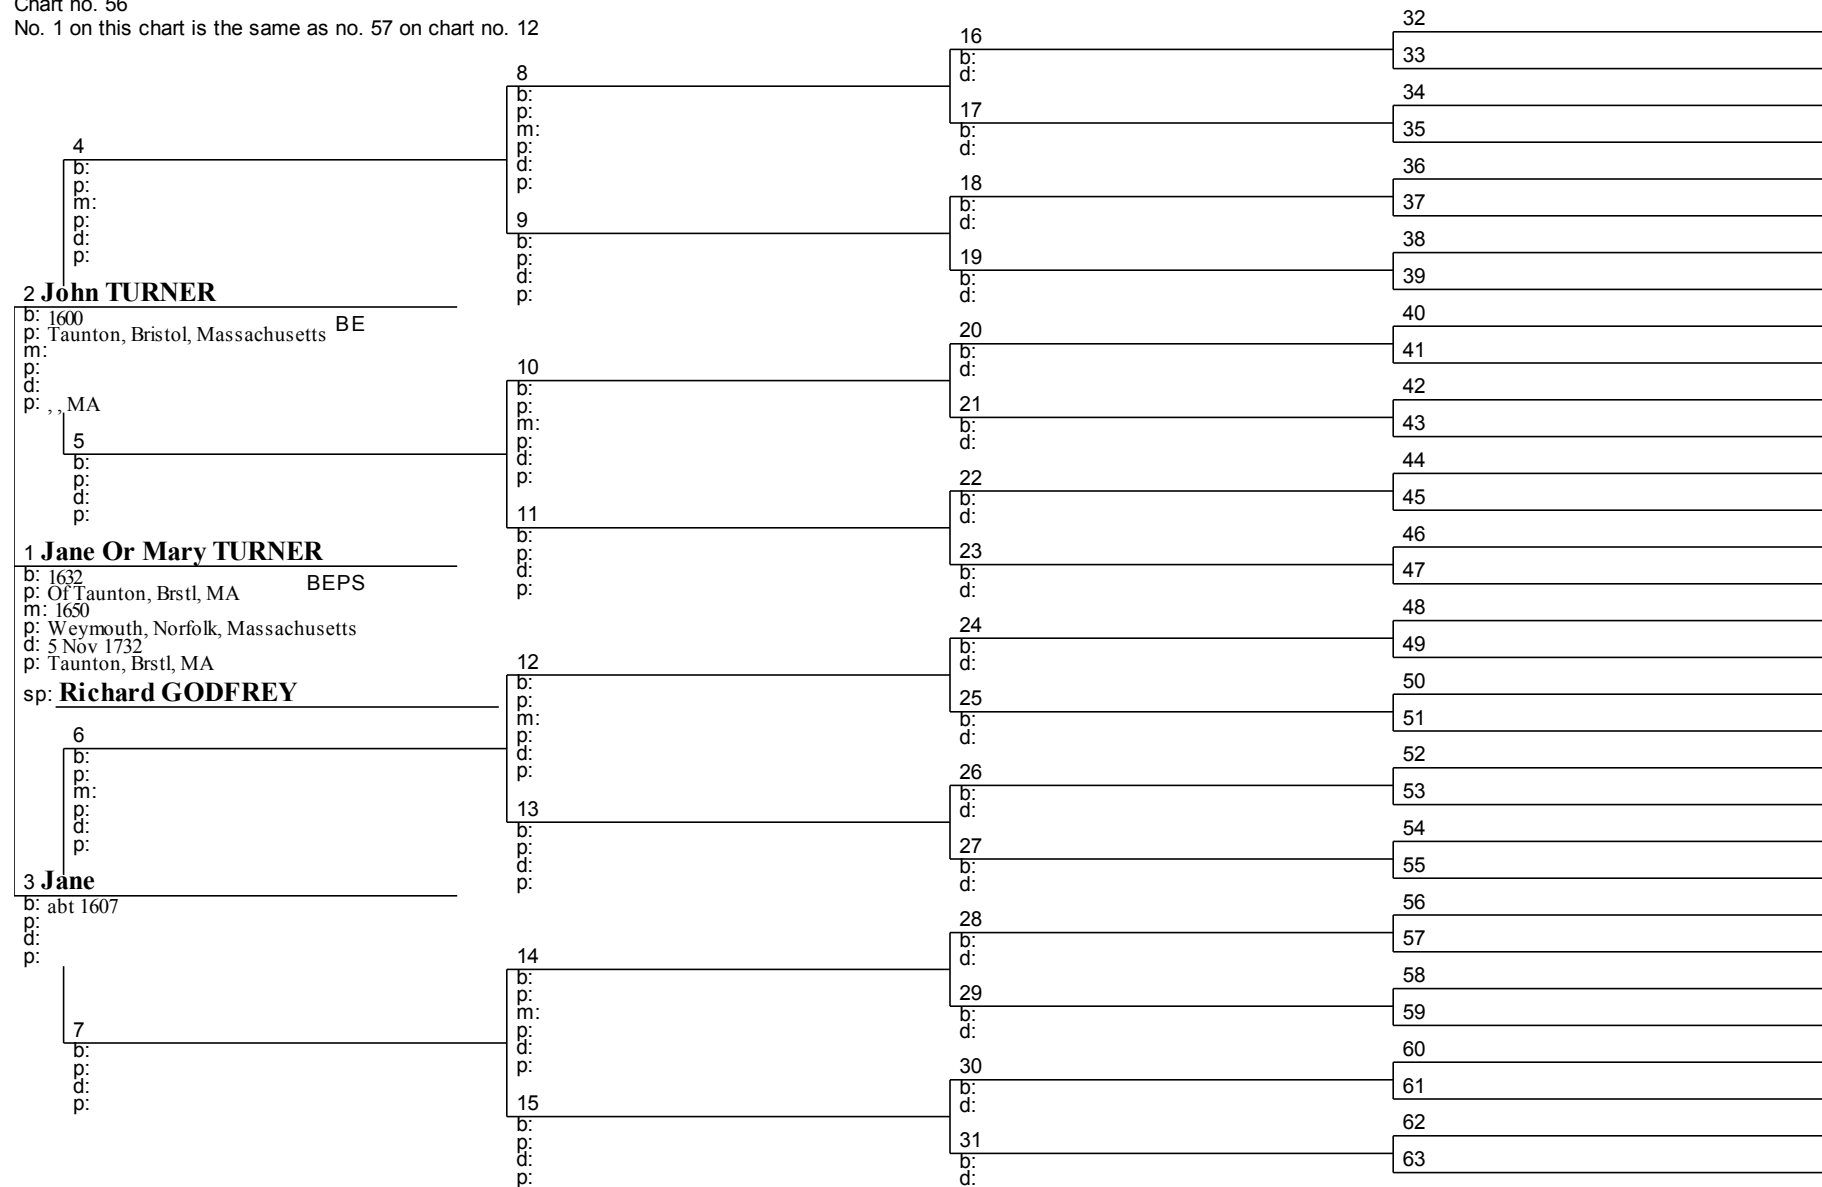 Chart no. 56
No. 1 on this chart is the same as no. 57 on chart no. 12
4
b:
p:
m:
p:
d:
p:
2 John TURNER
b: 1600
p: Taunton, Bristol, Massachusetts BE
m:
p:
d:
p: , , MA
5
b:
p:
d:
p:
1 Jane Or Mary TURNER
b: 1632
p: Of Taunton, Brstl, MA BEPS
m: 1650
p: Weymouth, Norfolk, Massachusetts
d: 5 Nov 1732
p: Taunton, Brstl, MA
sp: Richard GODFREY
6
b:
p:
m:
p:
d:
p:
3 Jane
b: abt 1607
p:
d:
p:
7
b:
p:
d:
p:
8
b:
p:
m:
p:
d:
p:
9
b:
p:
d:
p:
10
b:
p:
m:
p:
d:
p:
11
b:
p:
d:
p:
12
b:
p:
m:
p:
d:
p:
13
b:
p:
d:
p:
14
b:
p:
m:
p:
d:
p:
15
b:
p:
d:
p:
16
b:
d:
17
b:
d:
18
b:
d:
19
b:
d:
20
b:
d:
21
b:
d:
22
b:
d:
23
b:
d:
24
b:
d:
25
b:
d:
26
b:
d:
27
b:
d:
28
b:
d:
29
b:
d:
30
b:
d:
31
b:
d:
32
33
34
35
36
37
38
39
40
41
42
43
44
45
46
47
48
49
50
51
52
53
54
55
56
57
58
59
60
61
62
63